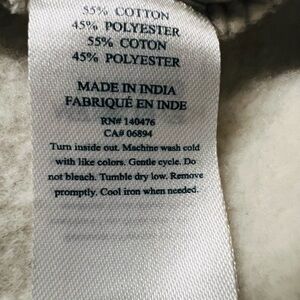 55% COTTON
45% POLYESTER
55% COTON
45% POLYESTER
MADE IN INDIA
FABRIQUÉ EN INDE
RN# 140476
CA# 06894
Turn inside out. Machine wash cold
with like colors. Gentle cycle. Do
not bleach. Tumble dry low. Remove
promptly. Cool iron when needed.